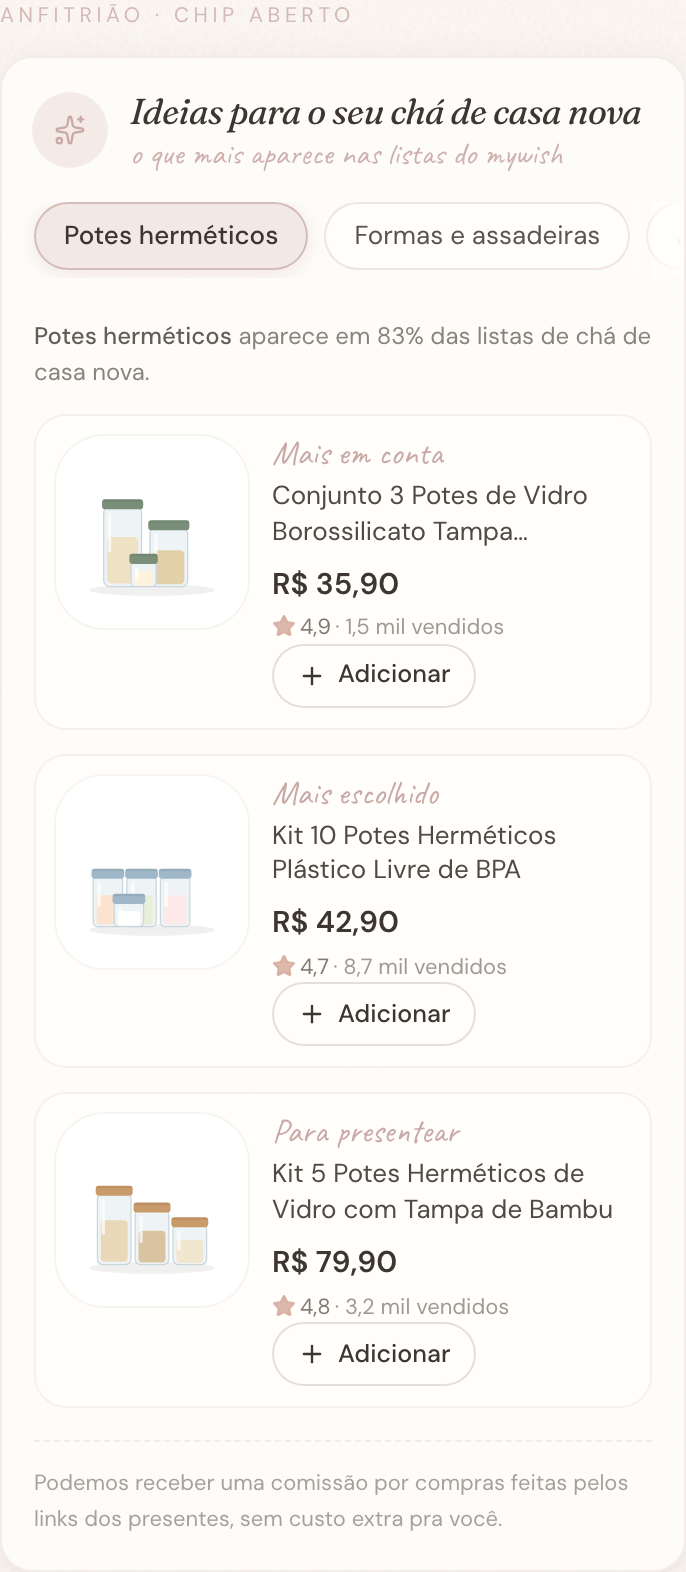 ANFITRIÃO · CHIP ABERTO
Ideias para o seu chá de casa nova
o que mais aparece nas listas do mywish
Potes herméticos
Formas e assadeiras
Potes herméticos aparece em 83% das listas de chá de
casa nova.
Mais em conta
Conjunto 3 Potes de Vidro
Borossilicato Tampa...
R$ 35,90
4,9 · 1,5 mil vendidos
+ Adicionar
Mais escolhido
Kit 10 Potes Herméticos
Plástico Livre de BPA
R$ 42,90
4,7 · 8,7 mil vendidos
+ Adicionar
Para presentear
Kit 5 Potes Herméticos de
Vidro com Tampa de Bambu
R$ 79,90
4,8 · 3,2 mil vendidos
+ Adicionar
Podemos receber uma comissão por compras feitas pelos
links dos presentes, sem custo extra pra você.